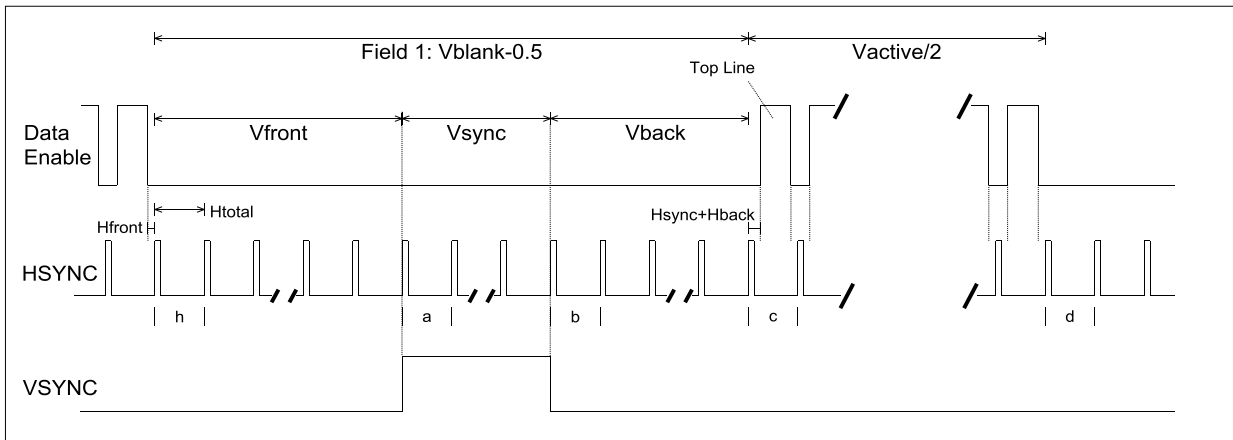 Field 1: Vblank-0.5
Vactive/2
Top Line
Data
Enable
Vfront
Vsync
Vback
Hfront
Htotal
Hsync+Hback
HSYNC
h
a
b
c
d
VSYNC